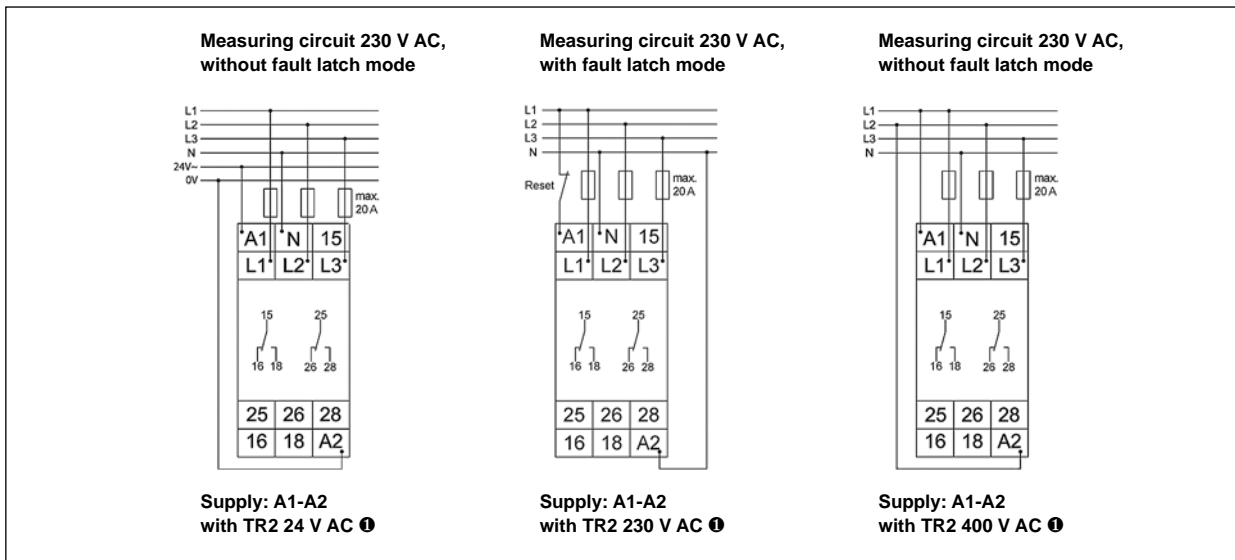 Measuring circuit 230 V AC,
without fault latch mode
L1
L2
L3
N
24V~
0V
max.
20 A
A1 N 15
L1 L2 L3
15 25
16 18 26 28
25 26 28
16 18 A2
Supply: A1-A2
with TR2 24 V AC ❶
Measuring circuit 230 V AC,
with fault latch mode
L1
L2
L3
N
Reset
max.
20 A
A1 N 15
L1 L2 L3
15 25
16 18 26 28
25 26 28
16 18 A2
Supply: A1-A2
with TR2 230 V AC ❶
Measuring circuit 230 V AC,
without fault latch mode
L1
L2
L3
N
max.
20 A
A1 N 15
L1 L2 L3
15 25
16 18 26 28
25 26 28
16 18 A2
Supply: A1-A2
with TR2 400 V AC ❶